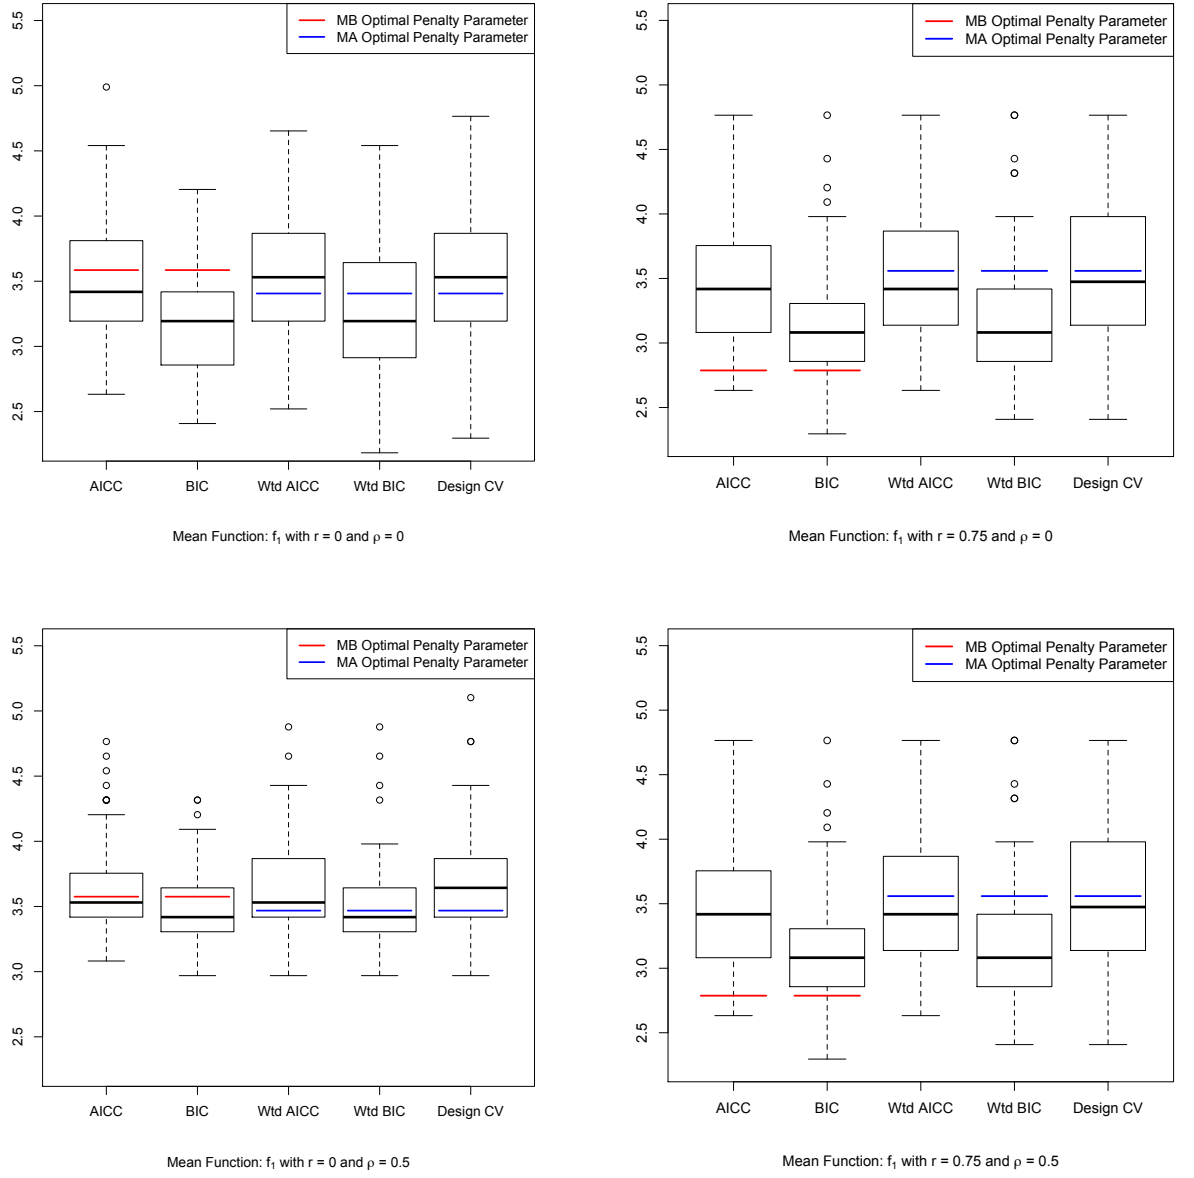 MB Optimal Penalty Parameter
MA Optimal Penalty Parameter
5.5
5.0
4.5
4.0
3.5
3.0
2.5
AICC BIC Wtd AICC Wtd BIC Design CV
Mean Function: f₁ with r = 0 and ρ = 0
MB Optimal Penalty Parameter
MA Optimal Penalty Parameter
5.5
5.0
4.5
4.0
3.5
3.0
2.5
AICC BIC Wtd AICC Wtd BIC Design CV
Mean Function: f₁ with r = 0.75 and ρ = 0
MB Optimal Penalty Parameter
MA Optimal Penalty Parameter
5.5
5.0
4.5
4.0
3.5
3.0
2.5
AICC BIC Wtd AICC Wtd BIC Design CV
Mean Function: f₁ with r = 0 and ρ = 0.5
MB Optimal Penalty Parameter
MA Optimal Penalty Parameter
5.5
5.0
4.5
4.0
3.5
3.0
2.5
AICC BIC Wtd AICC Wtd BIC Design CV
Mean Function: f₁ with r = 0.75 and ρ = 0.5